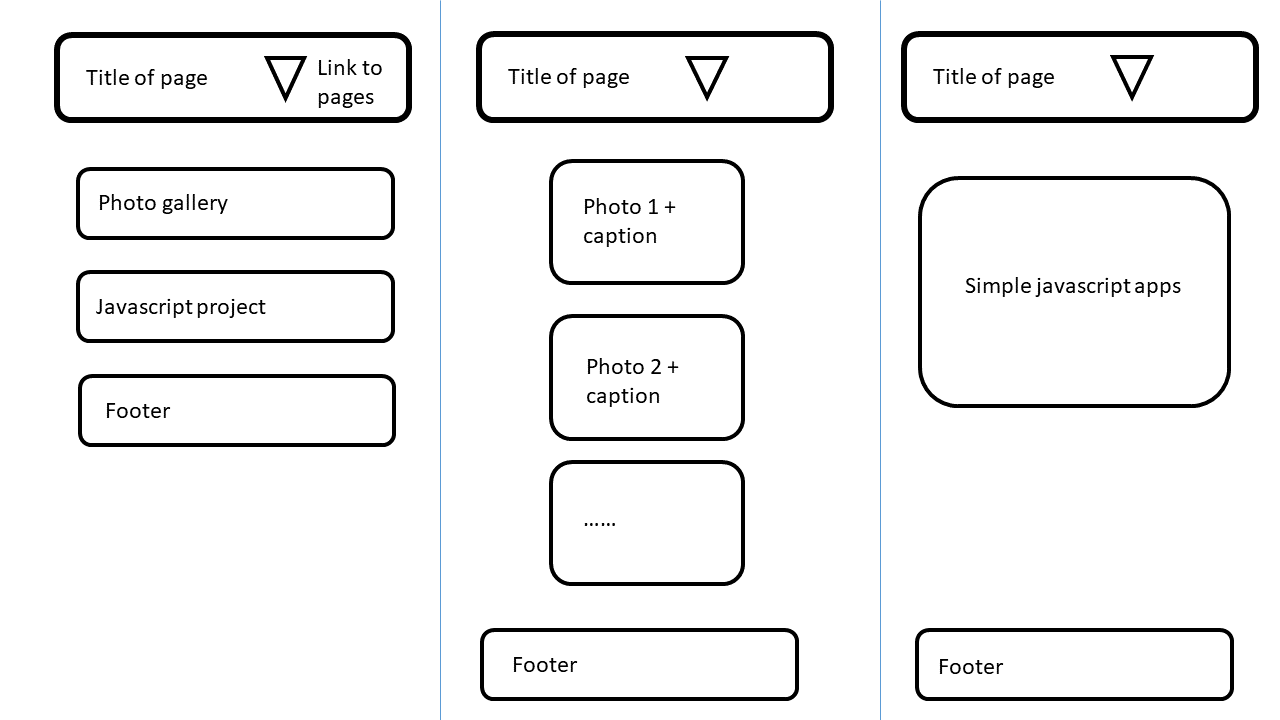 Title of page
Link to
pages
Photo gallery
Javascript project
Footer
Title of page
Photo 1 +
caption
Photo 2 +
caption
……
Footer
Title of page
Simple javascript apps
Footer